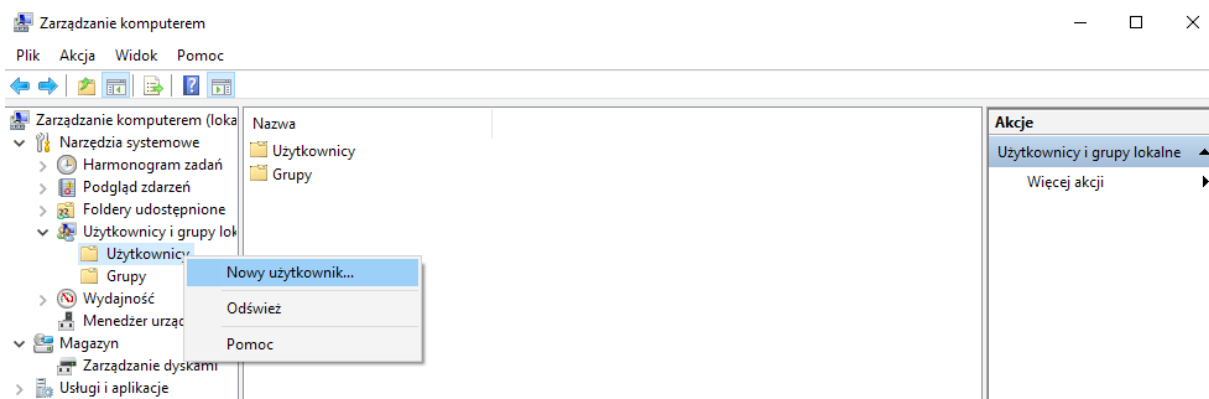 Zarządzanie komputerem
Plik Akcja Widok Pomoc
Zarządzanie komputerem (loka
Narzędzia systemowe
Harmonogram zadań
Podgląd zdarzeń
Foldery udostępnione
Użytkownicy i grupy lok
Użytkownicy
Grupy
Wydajność
Menedżer urząd
Magazyn
Zarządzanie dyskami
Usługi i aplikacje
Nazwa
Użytkownicy
Grupy
Nowy użytkownik...
Odśwież
Pomoc
Akcje
Użytkownicy i grupy lokalne
Więcej akcji